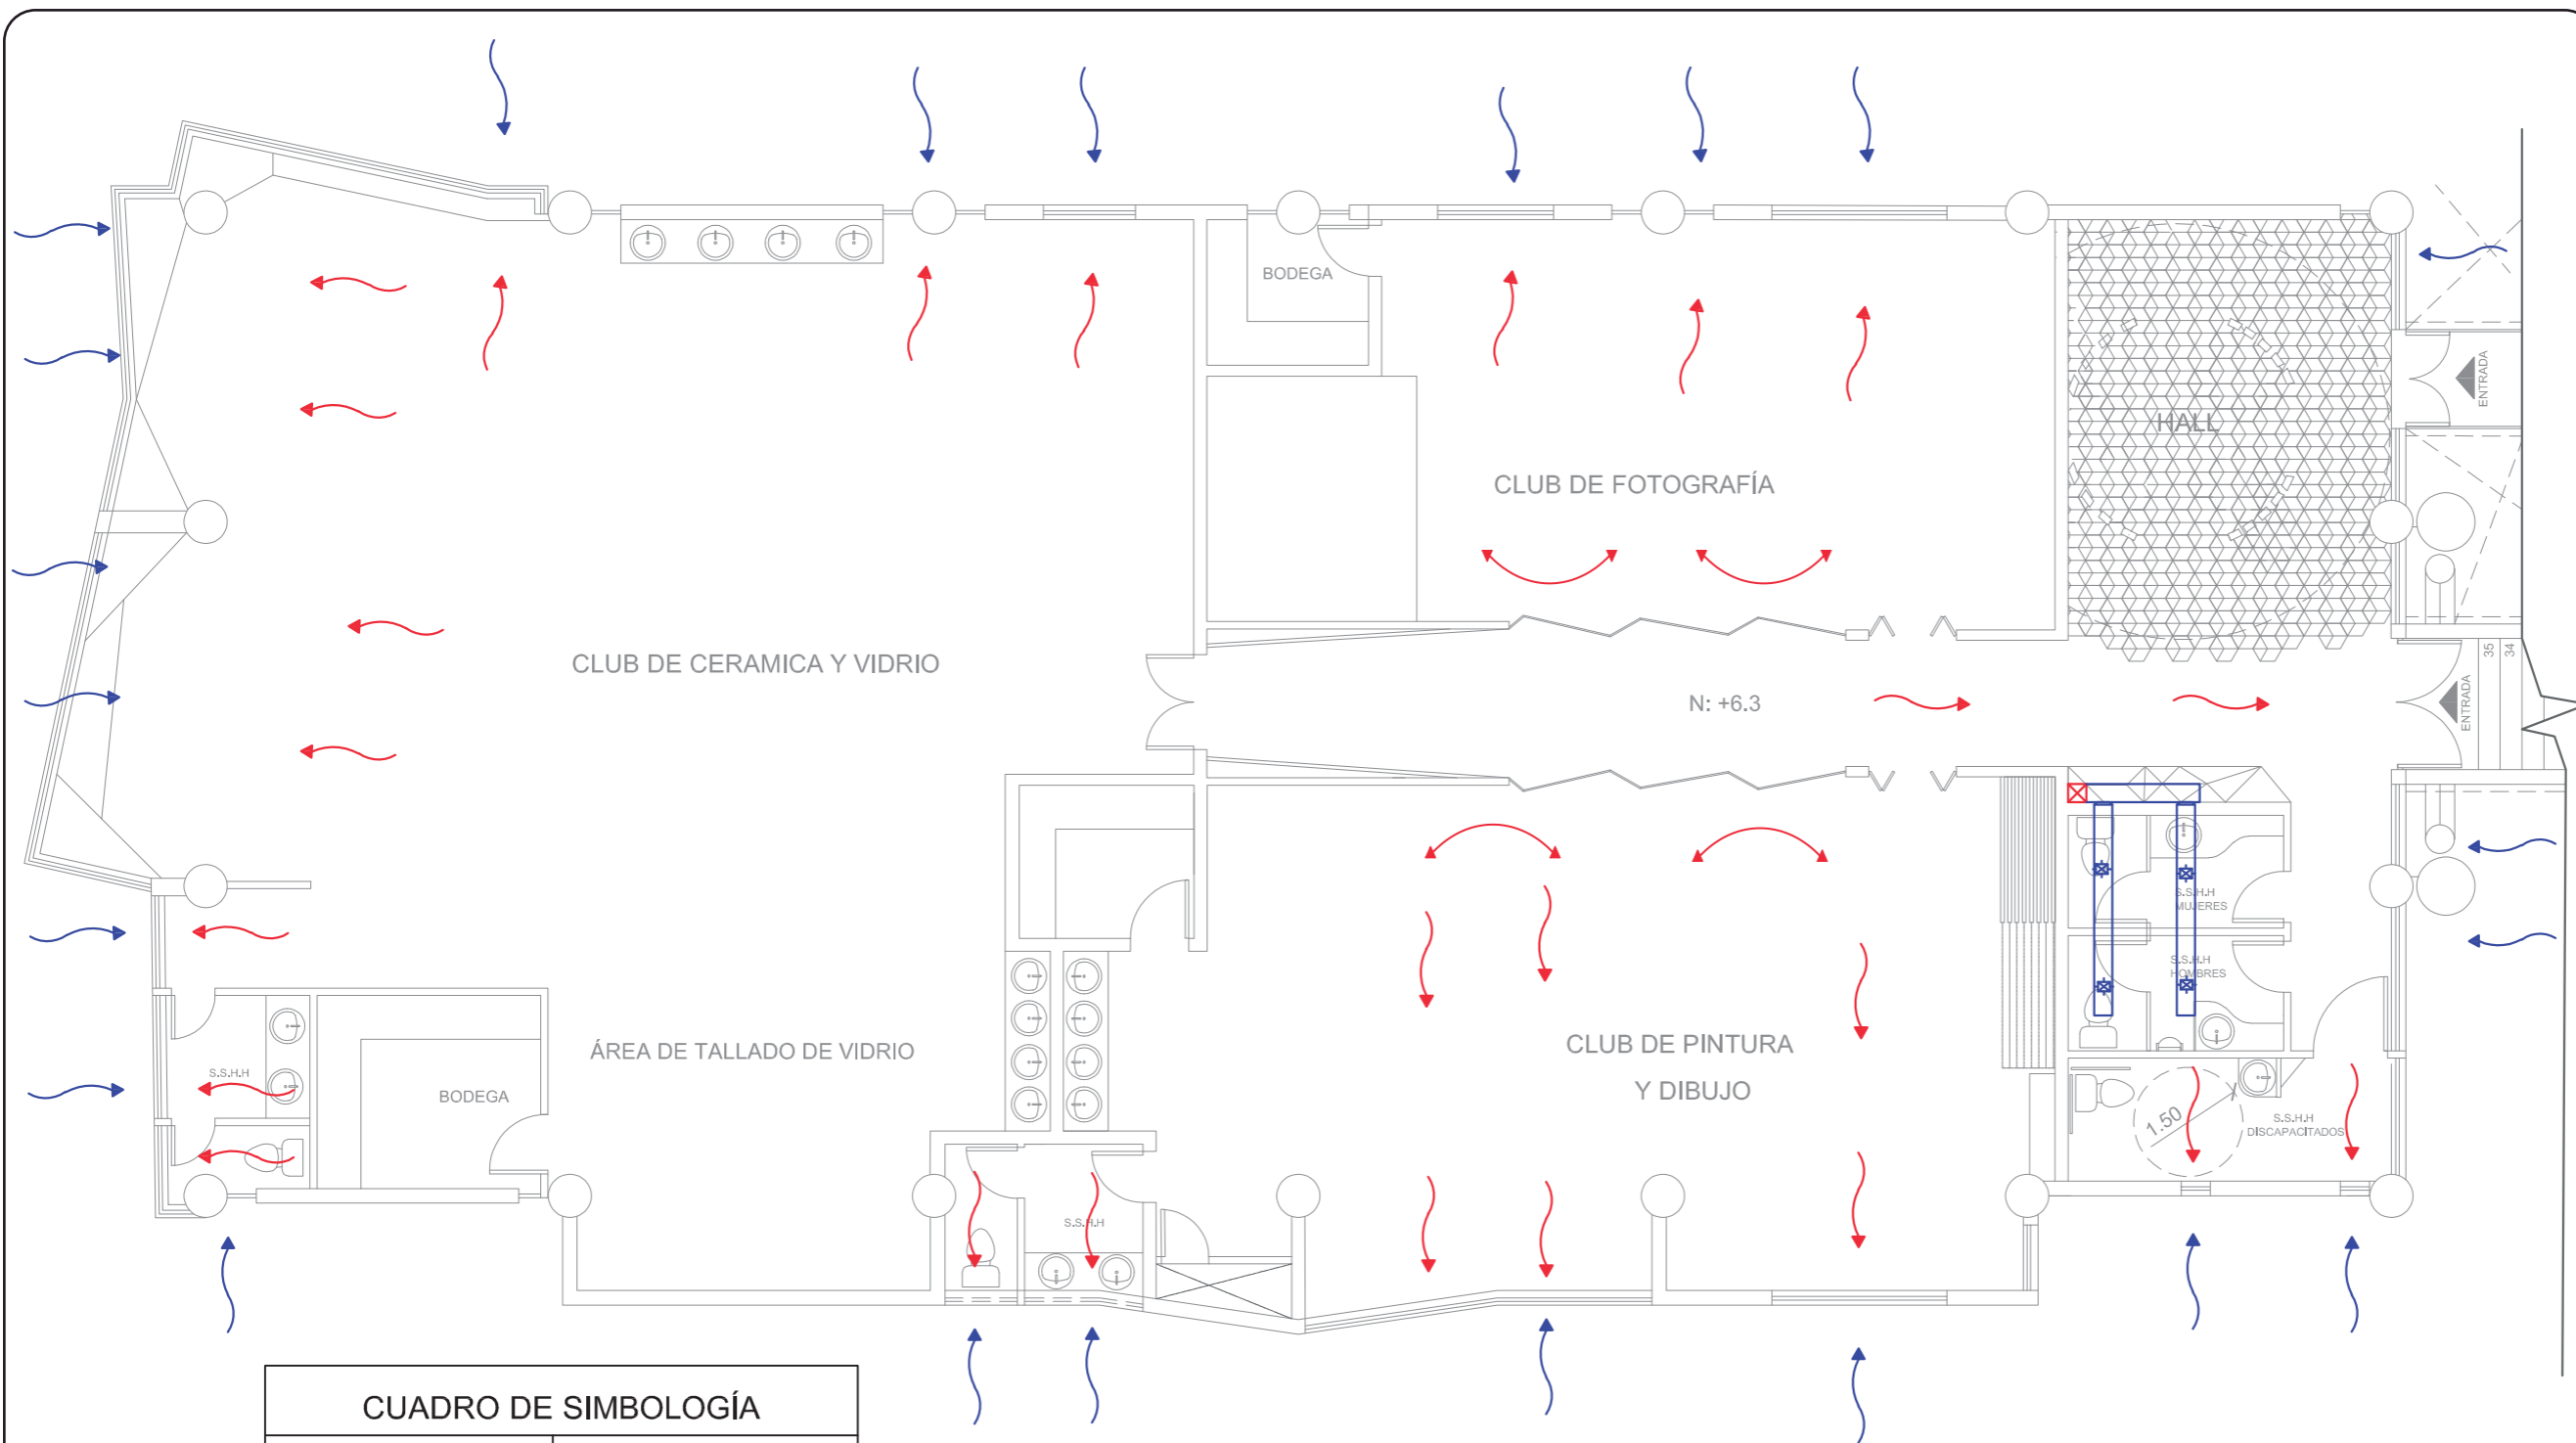 BODEGA
HALL
ENTRADA
CLUB DE FOTOGRAFÍA
CLUB DE CERAMICA Y VIDRIO
35
34
N: +6.3
ENTRADA
S.S.H.H
MUJERES
S.S.H.H
HOMBRES
ÁREA DE TALLADO DE VIDRIO
CLUB DE PINTURA
Y DIBUJO
S.S.H.H
BODEGA
1.50
S.S.H.H
DISCAPACITADOS
S.S.H.H
CUADRO DE SIMBOLOGÍA